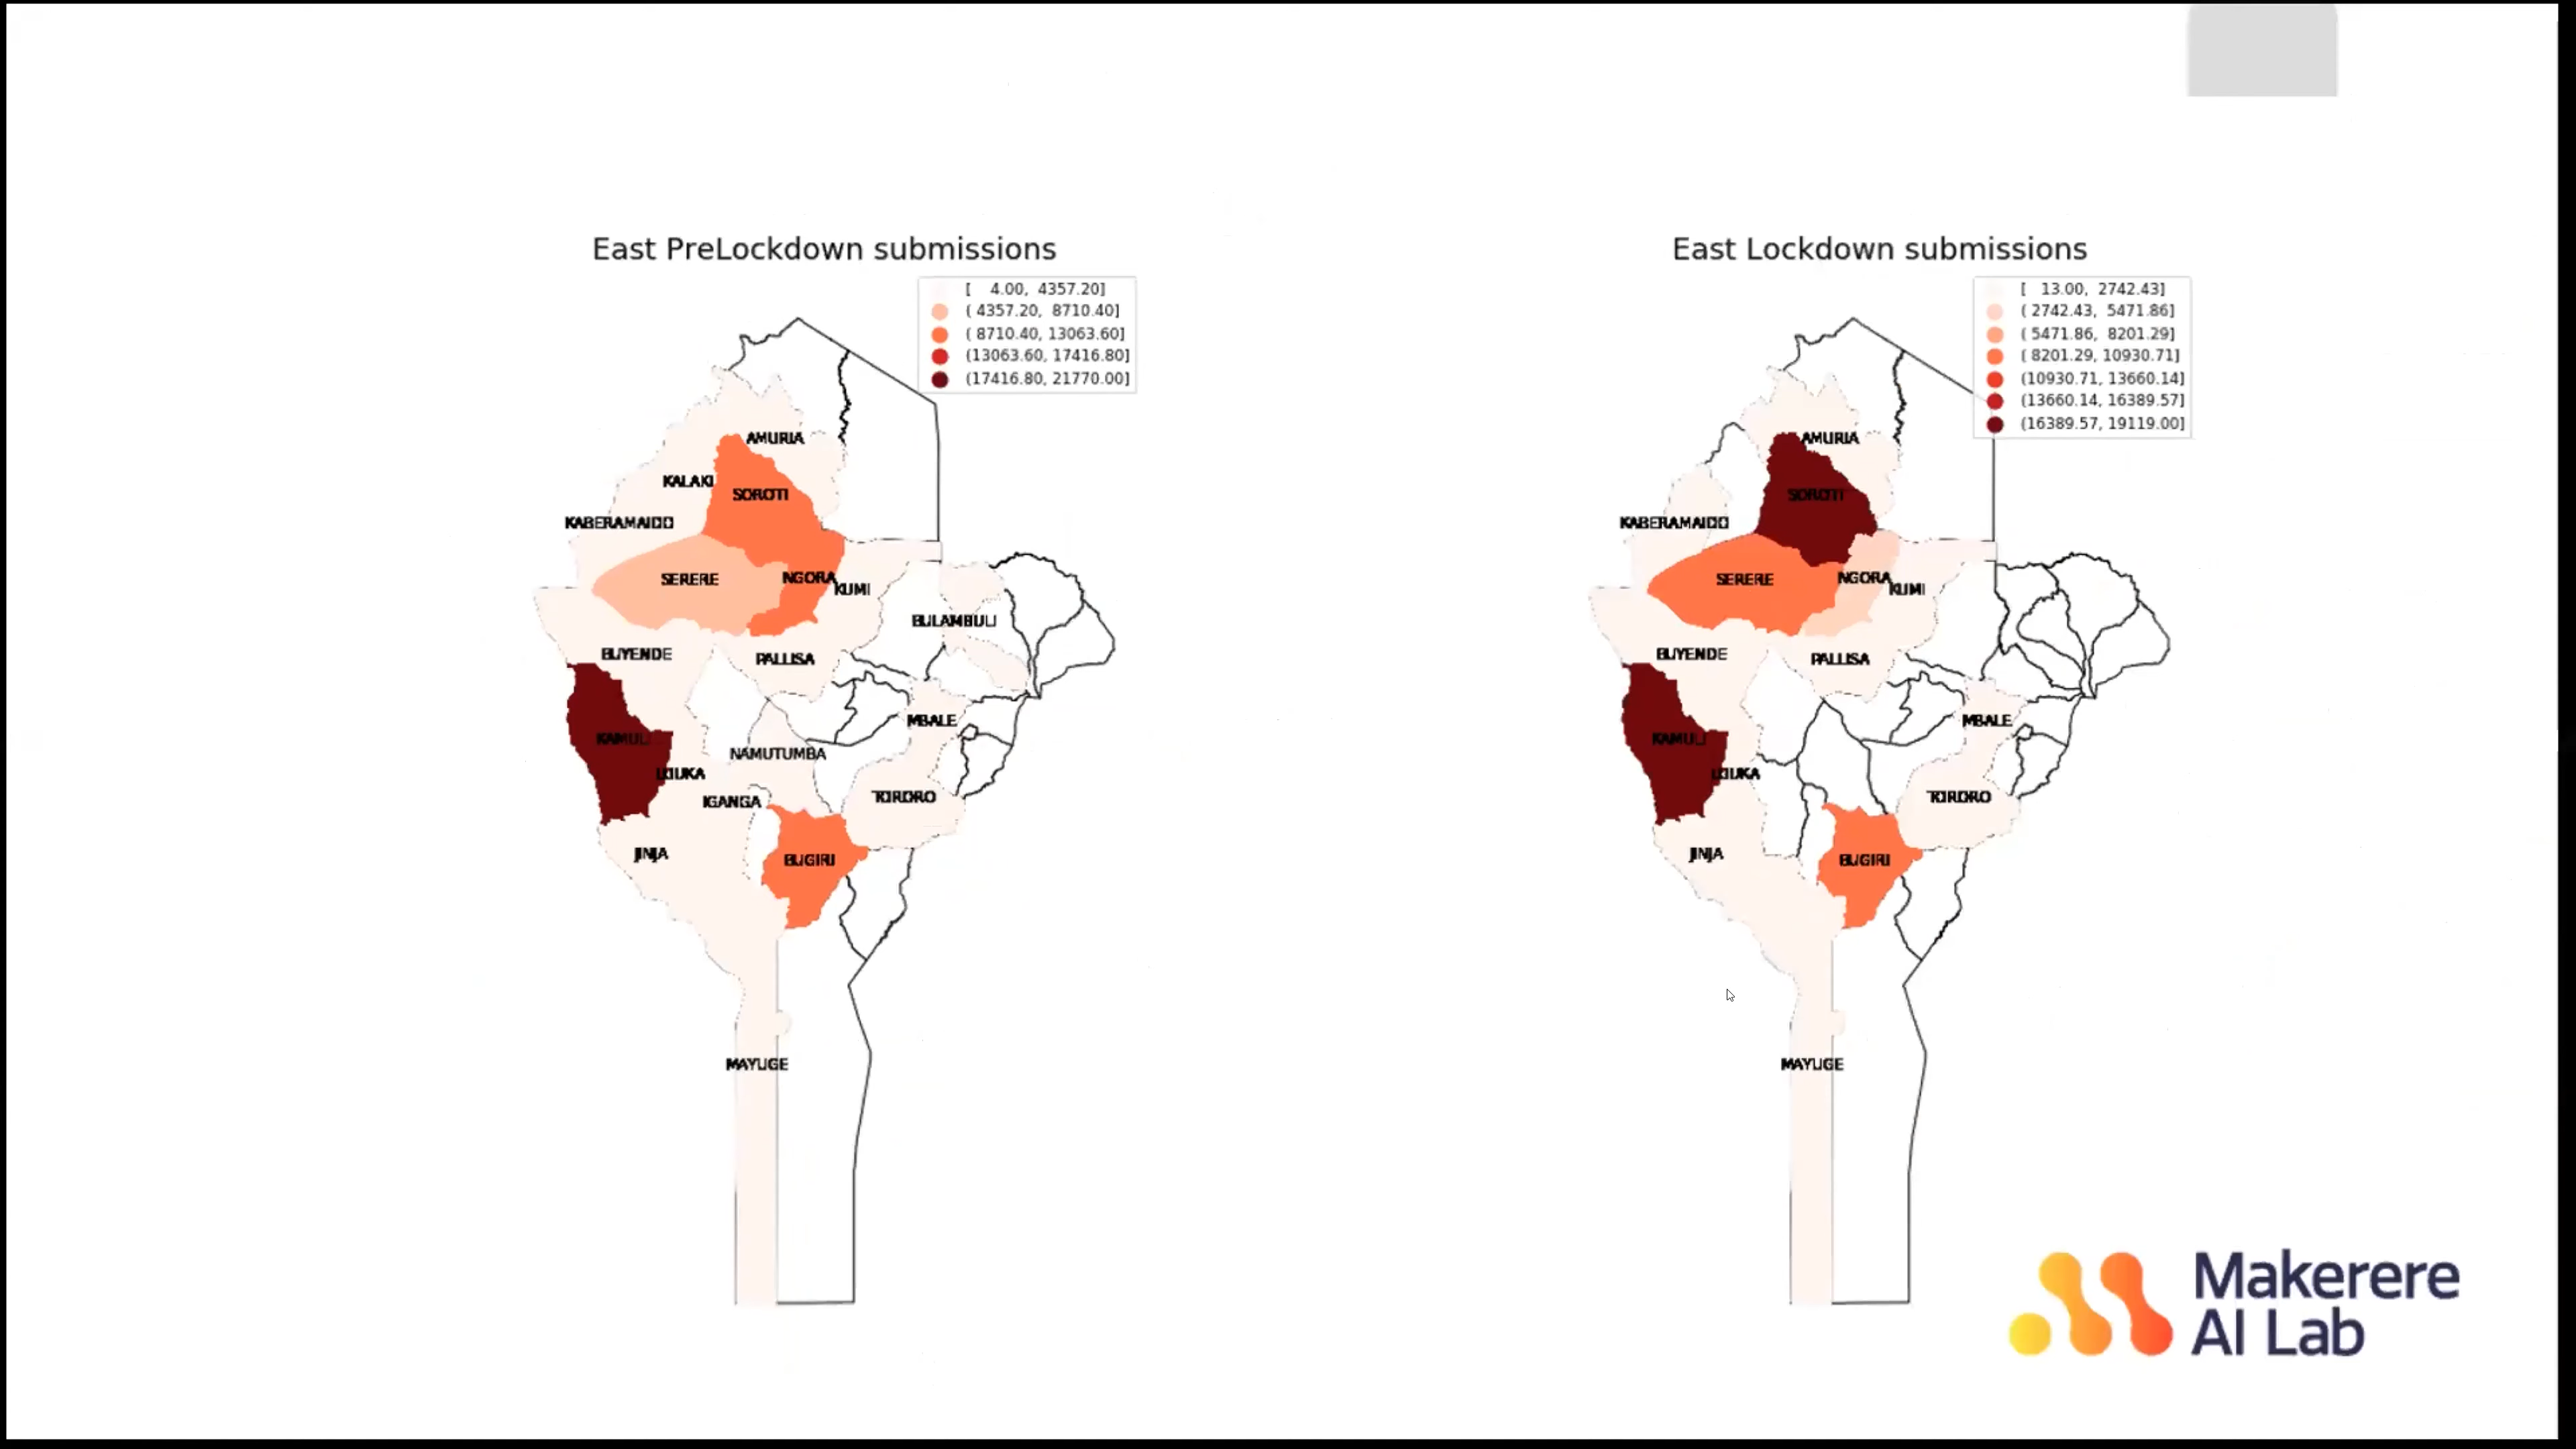 East PreLockdown submissions
[ 4.00, 4357.20]
( 4357.20, 8710.40]
( 8710.40, 13063.60]
(13063.60, 17416.80]
(17416.80, 21770.00]
AMURIA
KALAKI
SOROTI
KABERAMAIDO
SERERE
NGORA
KUMI
BULAMBULI
BUYENDE
PALLISA
MBALE
KAMULI
NAMUTUMBA
LUUKA
IGANGA
TORORO
JINJA
BUGIRI
MAYUGE
East Lockdown submissions
[ 13.00, 2742.43]
( 2742.43, 5471.86]
( 5471.86, 8201.29]
( 8201.29, 10930.71]
(10930.71, 13660.14]
(13660.14, 16389.57]
(16389.57, 19119.00]
AMURIA
SOROTI
KABERAMAIDO
SERERE
NGORA
KUMI
BUYENDE
PALLISA
MBALE
KAMULI
LUUKA
TORORO
JINJA
BUGIRI
MAYUGE
Makerere
AI Lab